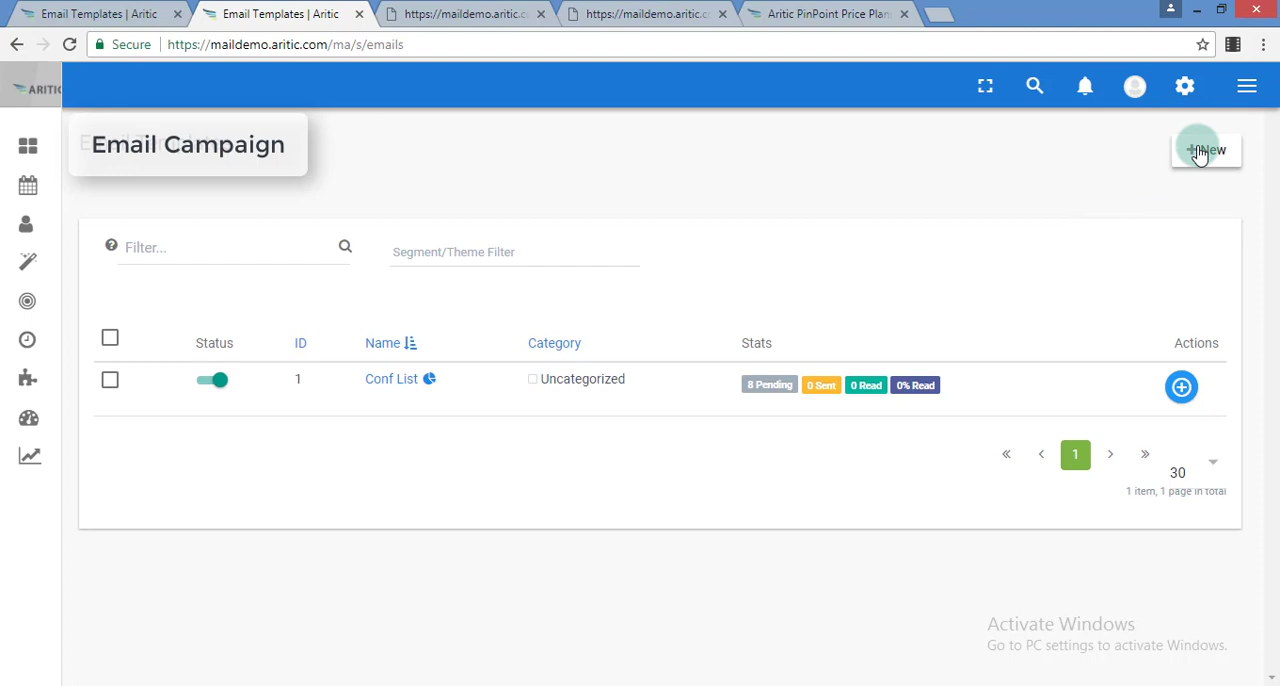 Email Templates | Aritic
Email Templates | Aritic
https://maildemo.aritic.c
https://maildemo.aritic.c
Aritic PinPoint Price Plan
Secure
https://maildemo.aritic.com/ma/s/emails
ARITIC
Email Campaign
New
Filter...
Segment/Theme Filter
Status
ID
Name
Category
Stats
Actions
1
Conf List
Uncategorized
8 Pending
0 Sent
0 Read
0% Read
« ‹ 1 › »
30
1 item, 1 page in total
Activate Windows
Go to PC settings to activate Windows.